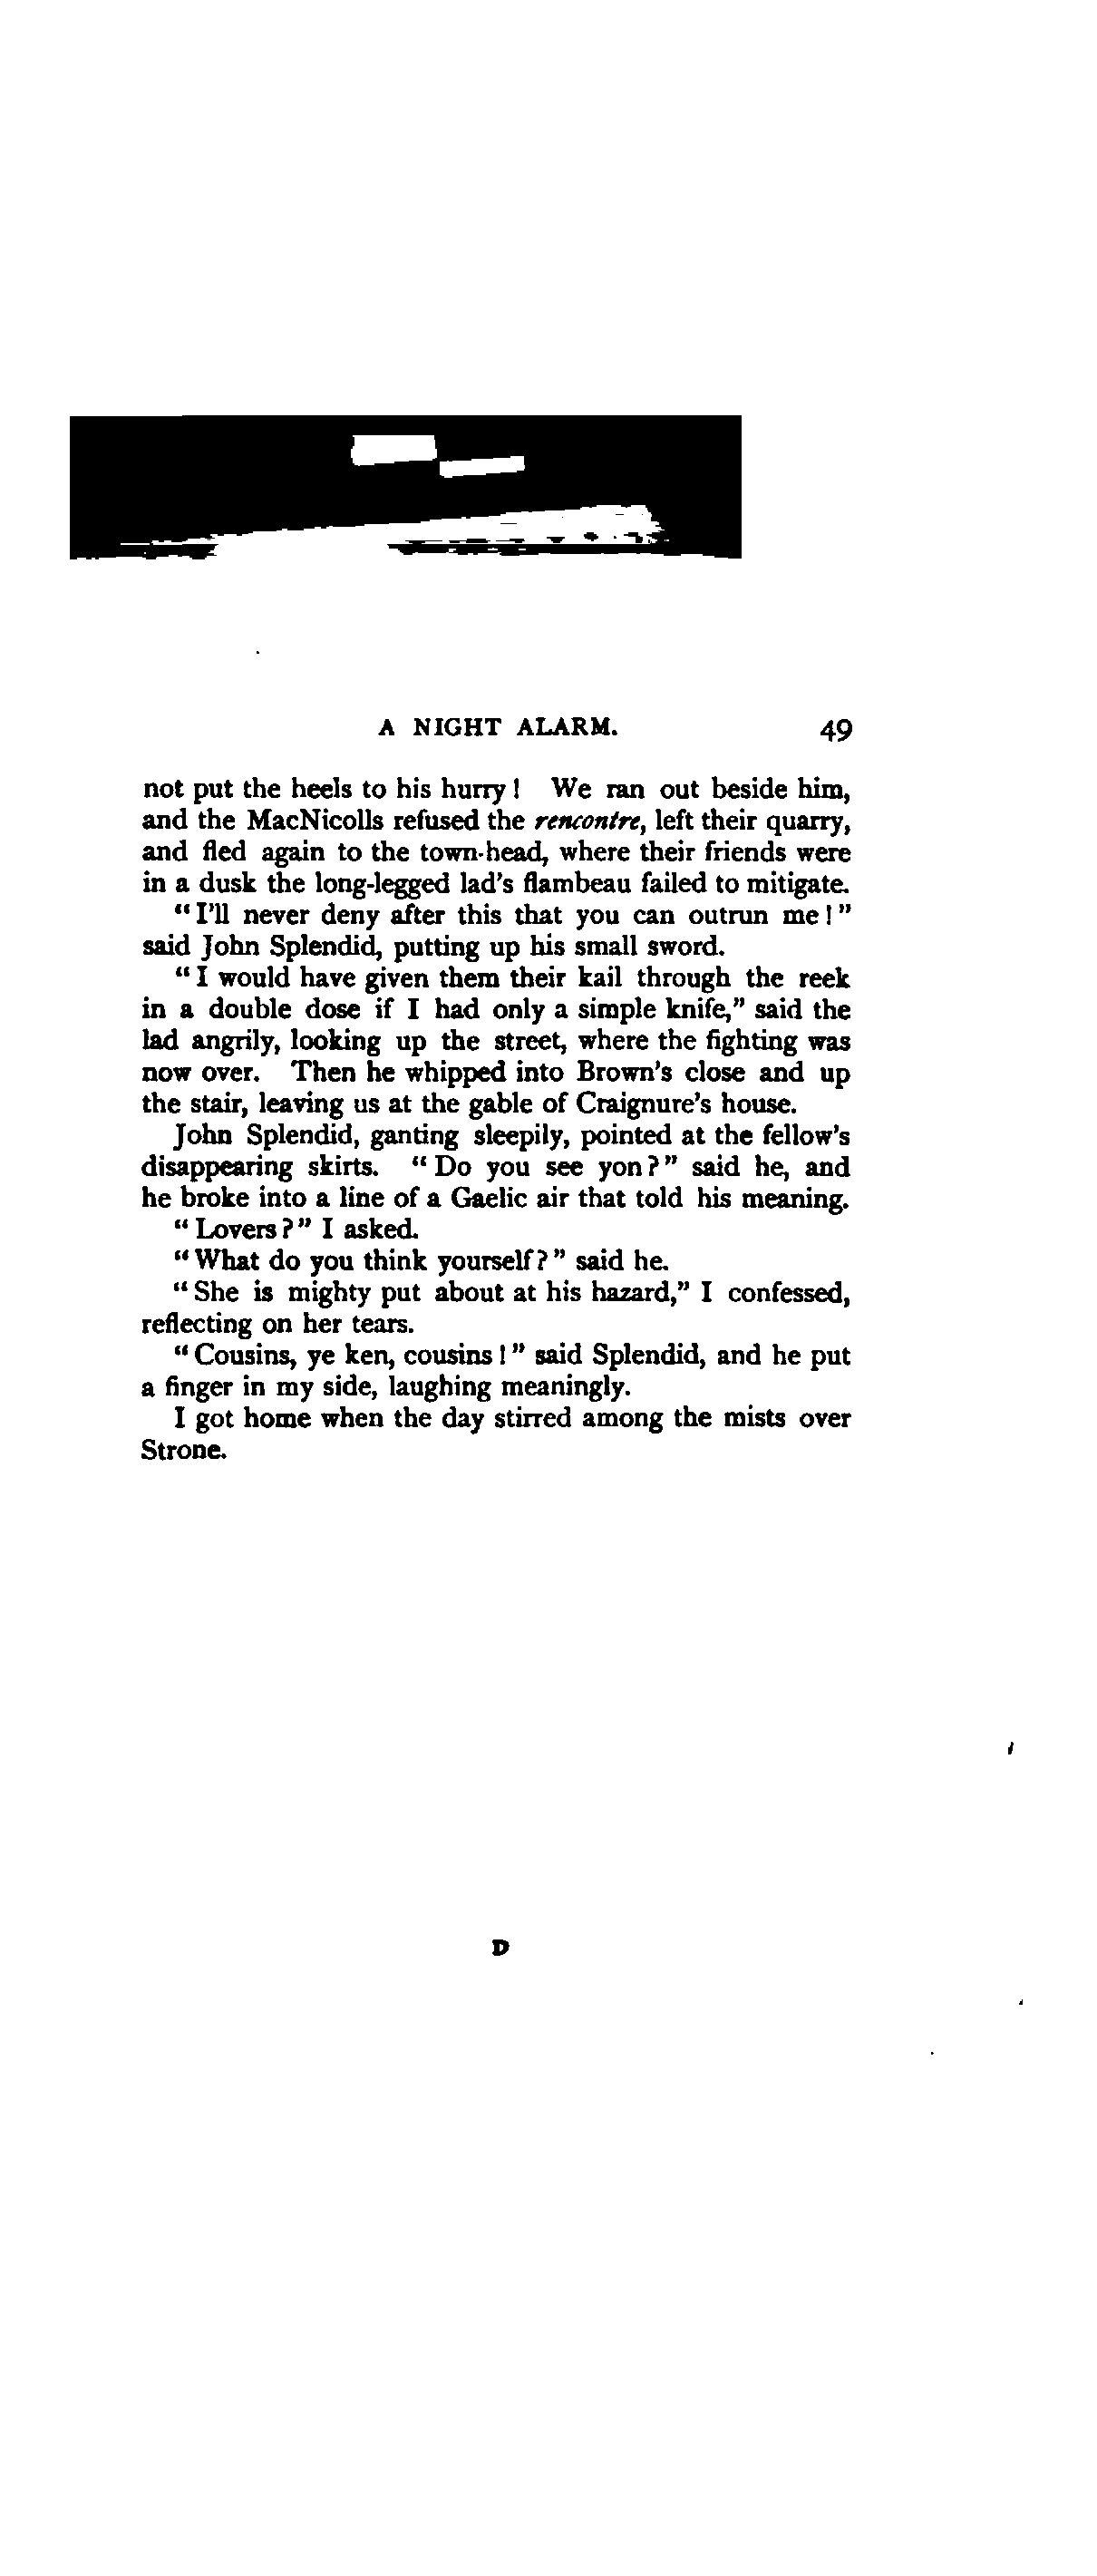 A NIGHT ALARM. 49
not put the heels to his hurry! We ran out beside him,
and the MacNicolls refused the rencontre, left their quarry,
and fled again to the town-head, where their friends were
in a dusk the long-legged lad's flambeau failed to mitigate.
"I'll never deny after this that you can outrun me!"
said John Splendid, putting up his small sword.
"I would have given them their kail through the reek
in a double dose if I had only a simple knife," said the
lad angrily, looking up the street, where the fighting was
now over. Then he whipped into Brown's close and up
the stair, leaving us at the gable of Craignure's house.
John Splendid, ganting sleepily, pointed at the fellow's
disappearing skirts. "Do you see yon?" said he, and
he broke into a line of a Gaelic air that told his meaning.
"Lovers?" I asked.
"What do you think yourself?" said he.
"She is mighty put about at his hazard," I confessed,
reflecting on her tears.
"Cousins, ye ken, cousins!" said Splendid, and he put
a finger in my side, laughing meaningly.
I got home when the day stirred among the mists over
Strone.
D